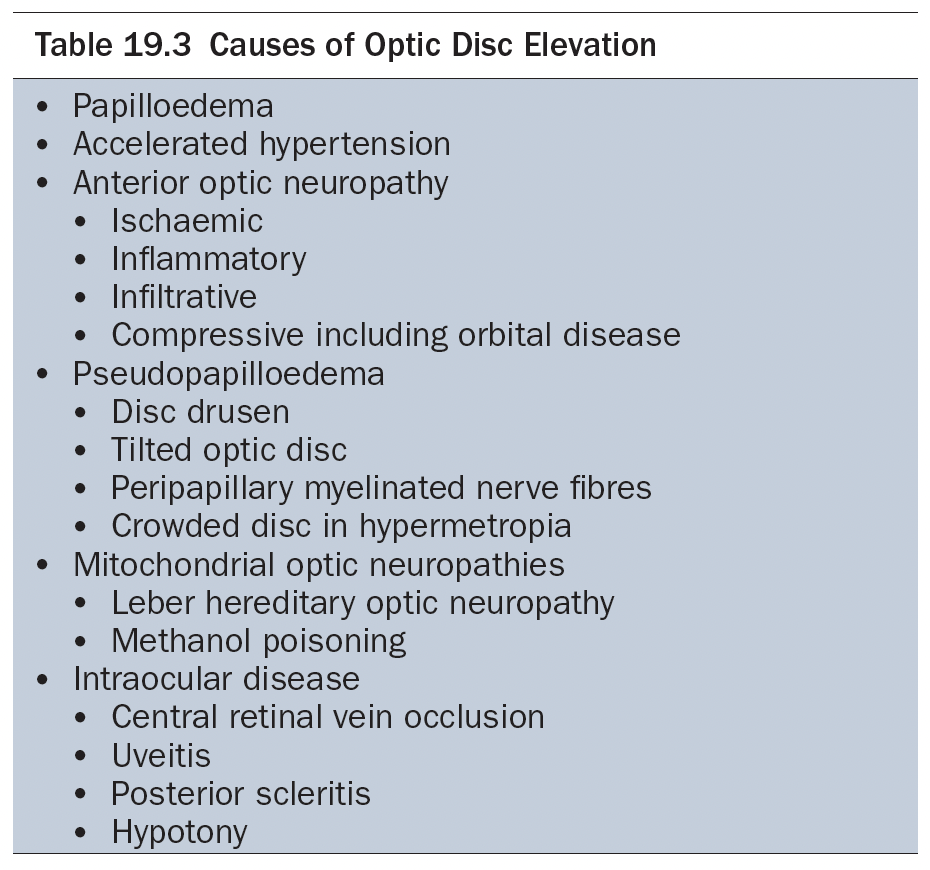 Table 19.3 Causes of Optic Disc Elevation
• Papilloedema
• Accelerated hypertension
• Anterior optic neuropathy
• Ischaemic
• Inflammatory
• Infiltrative
• Compressive including orbital disease
• Pseudopapilloedema
• Disc drusen
• Tilted optic disc
• Peripapillary myelinated nerve fibres
• Crowded disc in hypermetropia
• Mitochondrial optic neuropathies
• Leber hereditary optic neuropathy
• Methanol poisoning
• Intraocular disease
• Central retinal vein occlusion
• Uveitis
• Posterior scleritis
• Hypotony